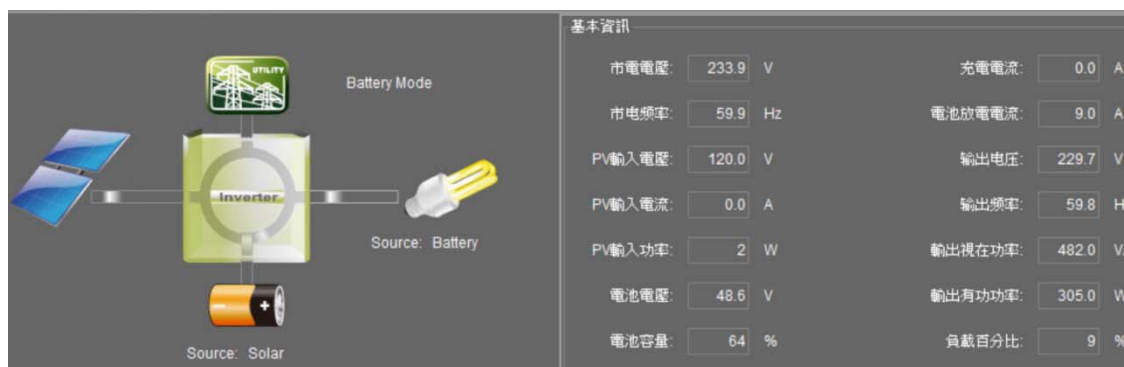 基本資訊
UTILITY
Battery Mode
Inverter
Source: Battery
Source: Solar
市電電壓: 233.9 V 充電電流: 0.0 A
市电频率: 59.9 Hz 電池放電電流: 9.0 A
PV輸入電壓: 120.0 V 输出电压: 229.7 V
PV輸入電流: 0.0 A 输出频率: 59.8 H
PV輸入功率: 2 W 輸出視在功率: 482.0 VA
電池電壓: 48.6 V 輸出有功功率: 305.0 W
電池容量: 64 % 負載百分比: 9 %